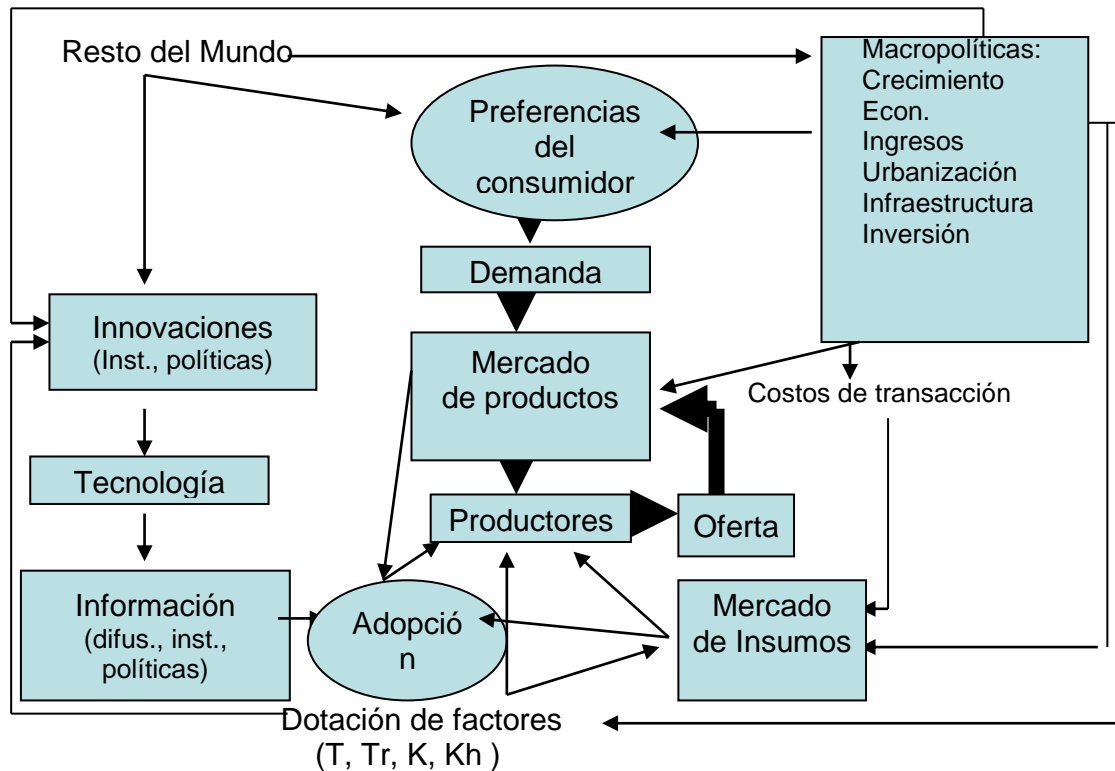 Resto del Mundo
Macropolíticas:
Crecimiento
Econ.
Ingresos
Urbanización
Infraestructura
Inversión
Preferencias
del
consumidor
Demanda
Innovaciones
(Inst., políticas)
Mercado
de productos
Costos de transacción
Tecnología
Productores
Oferta
Información
(difus., inst.,
políticas)
Adopció
n
Mercado
de Insumos
Dotación de factores
(T, Tr, K, Kh )